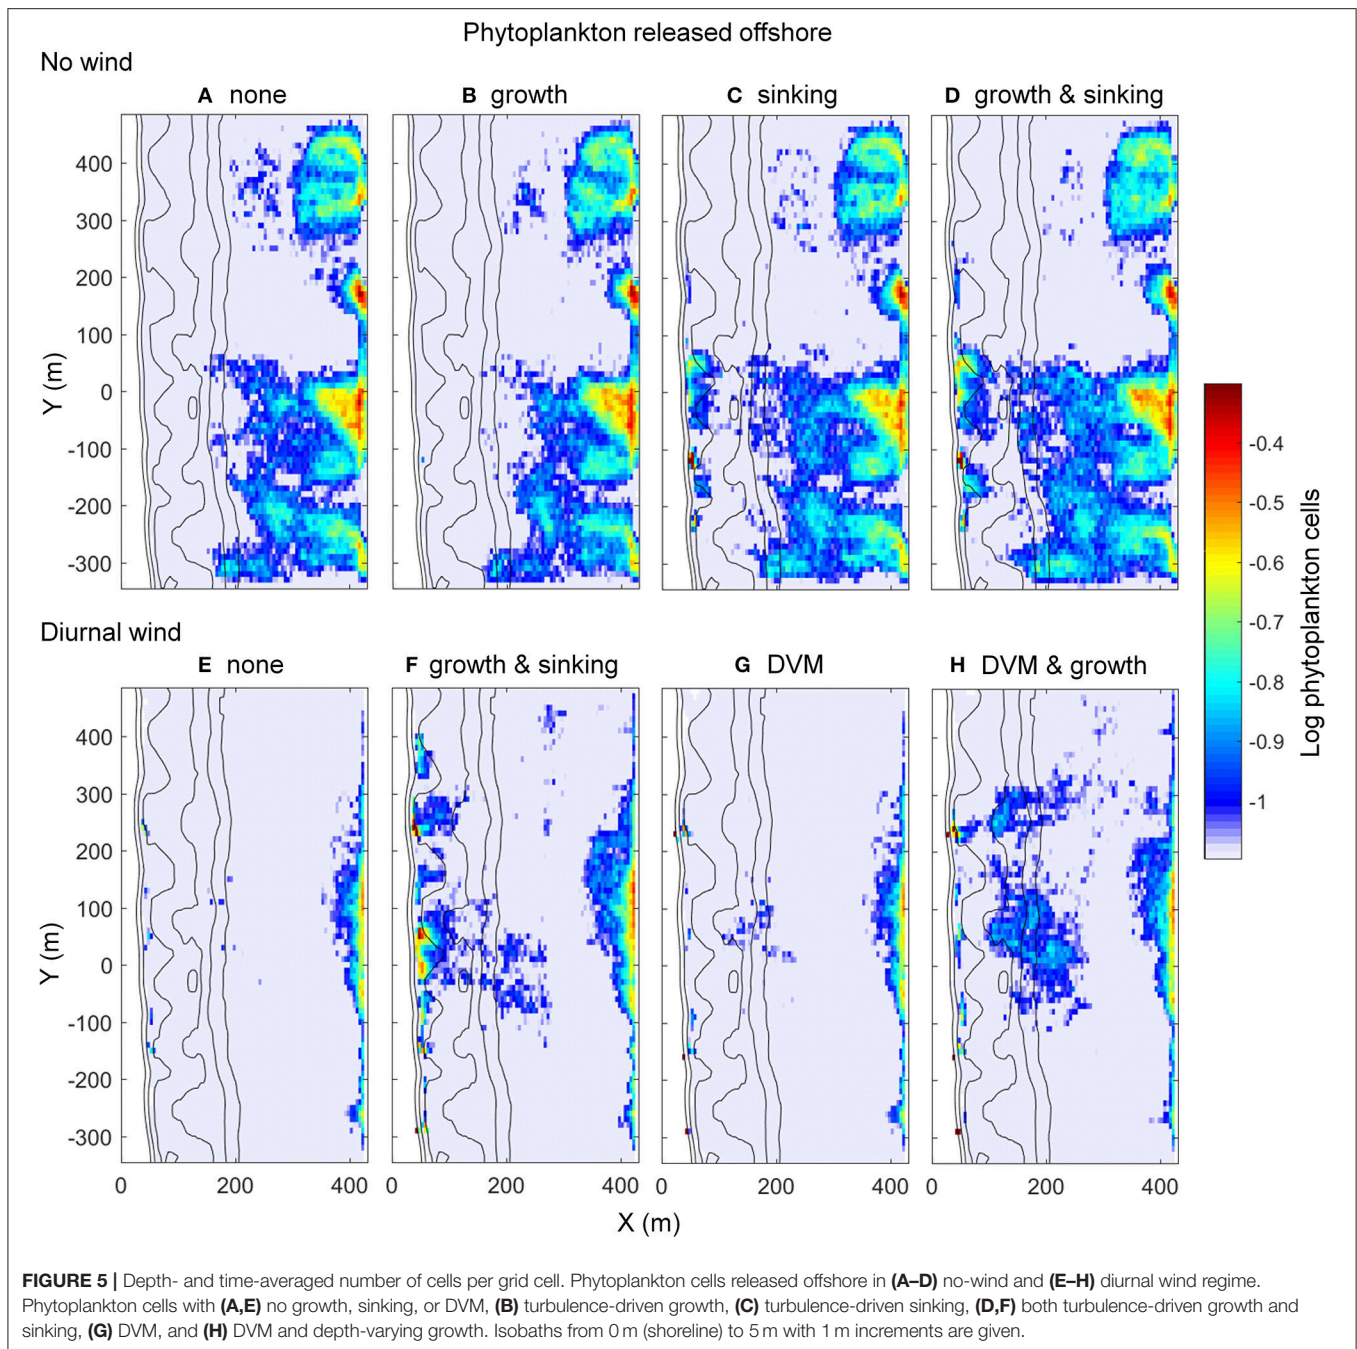 Phytoplankton released offshore
No wind
A none
B growth
C sinking
D growth & sinking
400
300
200
100
0
-100
-200
-300
Y (m)
Diurnal wind
E none
F growth & sinking
G DVM
H DVM & growth
400
300
200
100
0
-100
-200
-300
Y (m)
0 200 400 0 200 400 200 400 0 200 400
X (m)
-0.4
-0.5
-0.6
-0.7
-0.8
-0.9
-1
Log phytoplankton cells
FIGURE 5 | Depth- and time-averaged number of cells per grid cell. Phytoplankton cells released offshore in (A–D) no-wind and (E–H) diurnal wind regime.
Phytoplankton cells with (A,E) no growth, sinking, or DVM, (B) turbulence-driven growth, (C) turbulence-driven sinking, (D,F) both turbulence-driven growth and
sinking, (G) DVM, and (H) DVM and depth-varying growth. Isobaths from 0 m (shoreline) to 5 m with 1 m increments are given.